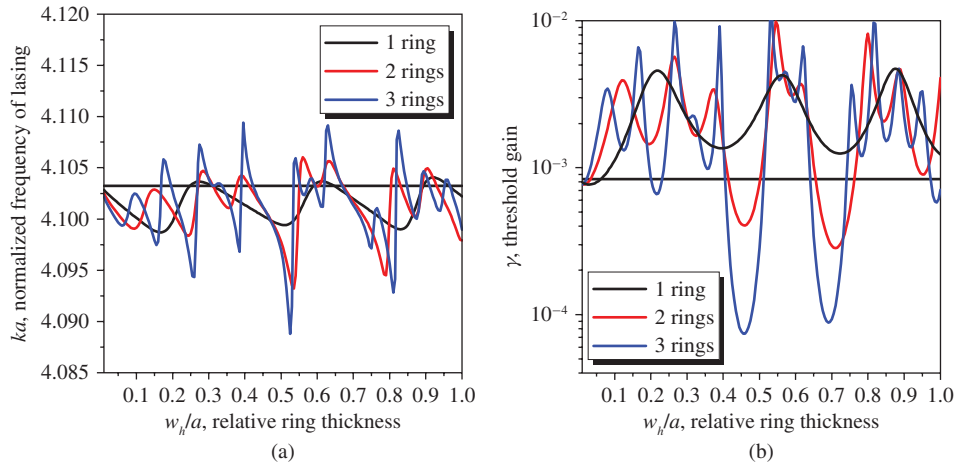 4.120
4.115
4.110
4.105
4.100
4.095
4.090
4.085
ka, normalized frequency of lasing
1 ring
2 rings
3 rings
0.1 0.2 0.3 0.4 0.5 0.6 0.7 0.8 0.9 1.0
w_h/a, relative ring thickness
(a)
10⁻²
10⁻³
10⁻⁴
γ, threshold gain
1 ring
2 rings
3 rings
0.1 0.2 0.3 0.4 0.5 0.6 0.7 0.8 0.9 1.0
w_h/a, relative ring thickness
(b)